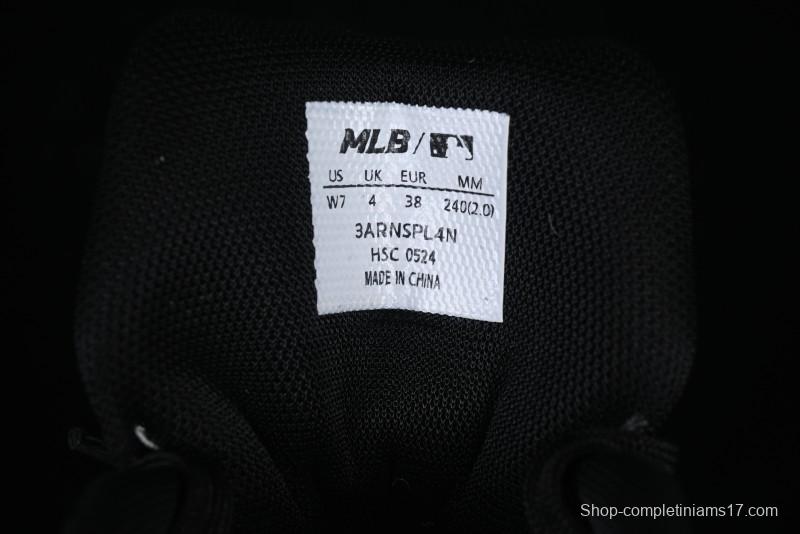 MLB /
US UK EUR MM
W7 4 38 240(2.0)
3ARNSPL4N
HSC 0524
MADE IN CHINA
Shop-completiniams17.com